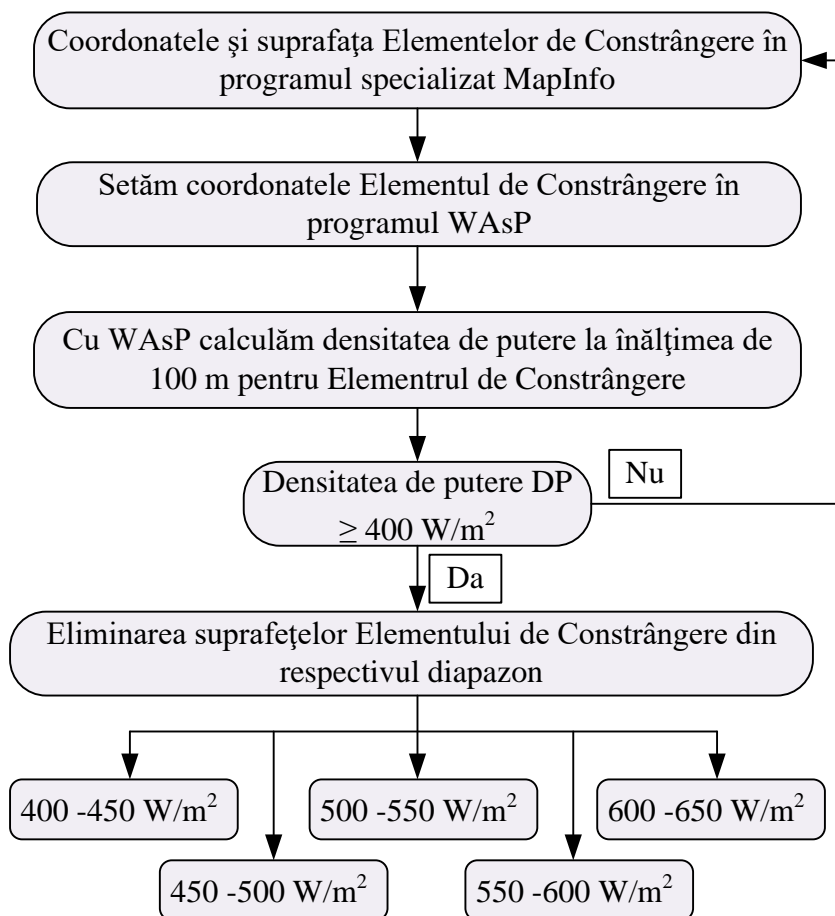 Coordonatele şi suprafaţa Elementelor de Constrângere în
programul specializat MapInfo
Setăm coordonatele Elementul de Constrângere în
programul WAsP
Cu WAsP calculăm densitatea de putere la înălţimea de
100 m pentru Elementrul de Constrângere
Densitatea de putere DP
≥ 400 W/m²
Nu
Da
Eliminarea suprafeţelor Elementului de Constrângere din
respectivul diapazon
400 -450 W/m²
500 -550 W/m²
600 -650 W/m²
450 -500 W/m²
550 -600 W/m²